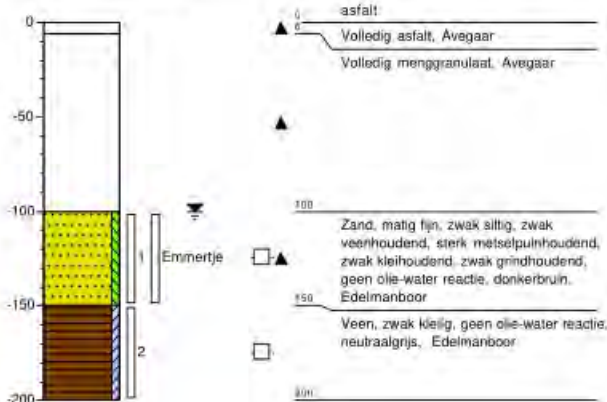 asfalt
0
0
6
Volledig asfalt, Avegaar
Volledig menggranulaat, Avegaar
-50
100
-100
Zand, matig fijn, zwak siltig, zwak
veenhoudend, sterk metselpuinhoudend,
1
Emmertje
zwak kleihoudend, zwak grindhoudend,
geen olie-water reactie, donkerbruin,
Edelmanboor
150
-150
Veen, zwak kleiig, geen olie-water reactie,
neutraalgrijs, Edelmanboor
2
200
-200